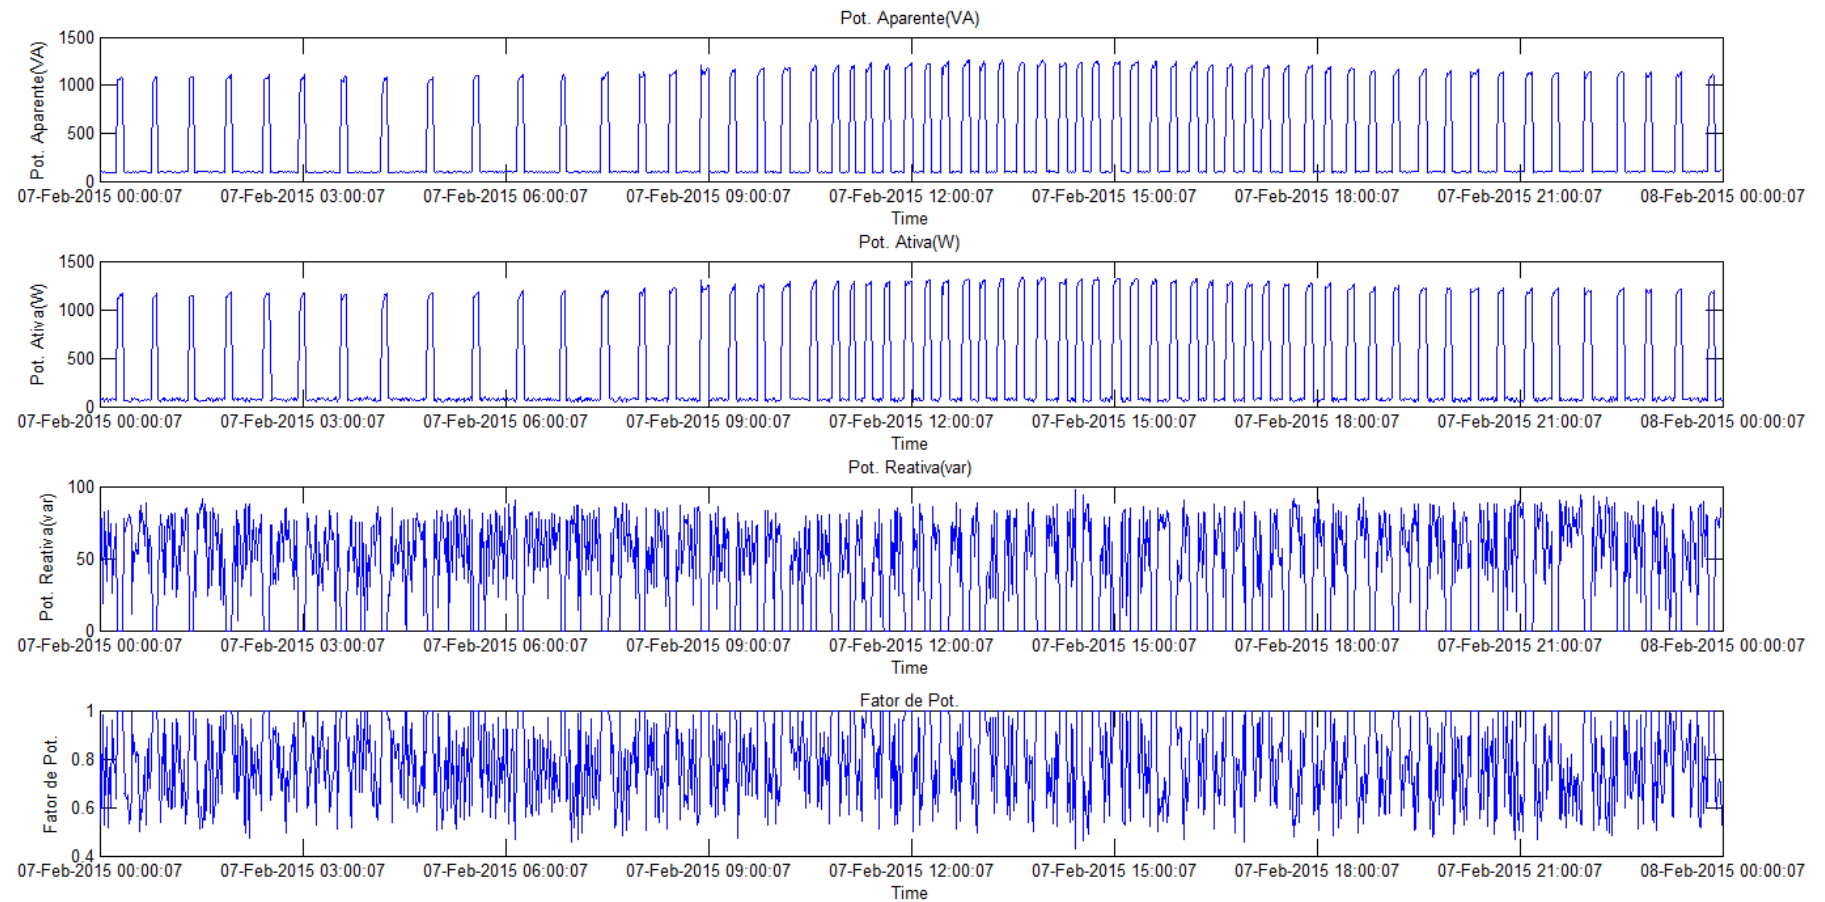 Pot. Aparente(VA)
Pot. Aparente(VA)
1500
1000
500
0
07-Feb-2015 00:00:07 07-Feb-2015 03:00:07 07-Feb-2015 06:00:07 07-Feb-2015 09:00:07 07-Feb-2015 12:00:07 07-Feb-2015 15:00:07 07-Feb-2015 18:00:07 07-Feb-2015 21:00:07 08-Feb-2015 00:00:07
Time
Pot. Ativa(W)
Pot. Ativa(W)
1500
1000
500
0
07-Feb-2015 00:00:07 07-Feb-2015 03:00:07 07-Feb-2015 06:00:07 07-Feb-2015 09:00:07 07-Feb-2015 12:00:07 07-Feb-2015 15:00:07 07-Feb-2015 18:00:07 07-Feb-2015 21:00:07 08-Feb-2015 00:00:07
Time
Pot. Reativa(var)
Pot. Reativa(var)
100
50
0
07-Feb-2015 00:00:07 07-Feb-2015 03:00:07 07-Feb-2015 06:00:07 07-Feb-2015 09:00:07 07-Feb-2015 12:00:07 07-Feb-2015 15:00:07 07-Feb-2015 18:00:07 07-Feb-2015 21:00:07 08-Feb-2015 00:00:07
Time
Fator de Pot.
Fator de Pot.
1
0.8
0.6
0.4
07-Feb-2015 00:00:07 07-Feb-2015 03:00:07 07-Feb-2015 06:00:07 07-Feb-2015 09:00:07 07-Feb-2015 12:00:07 07-Feb-2015 15:00:07 07-Feb-2015 18:00:07 07-Feb-2015 21:00:07 08-Feb-2015 00:00:07
Time